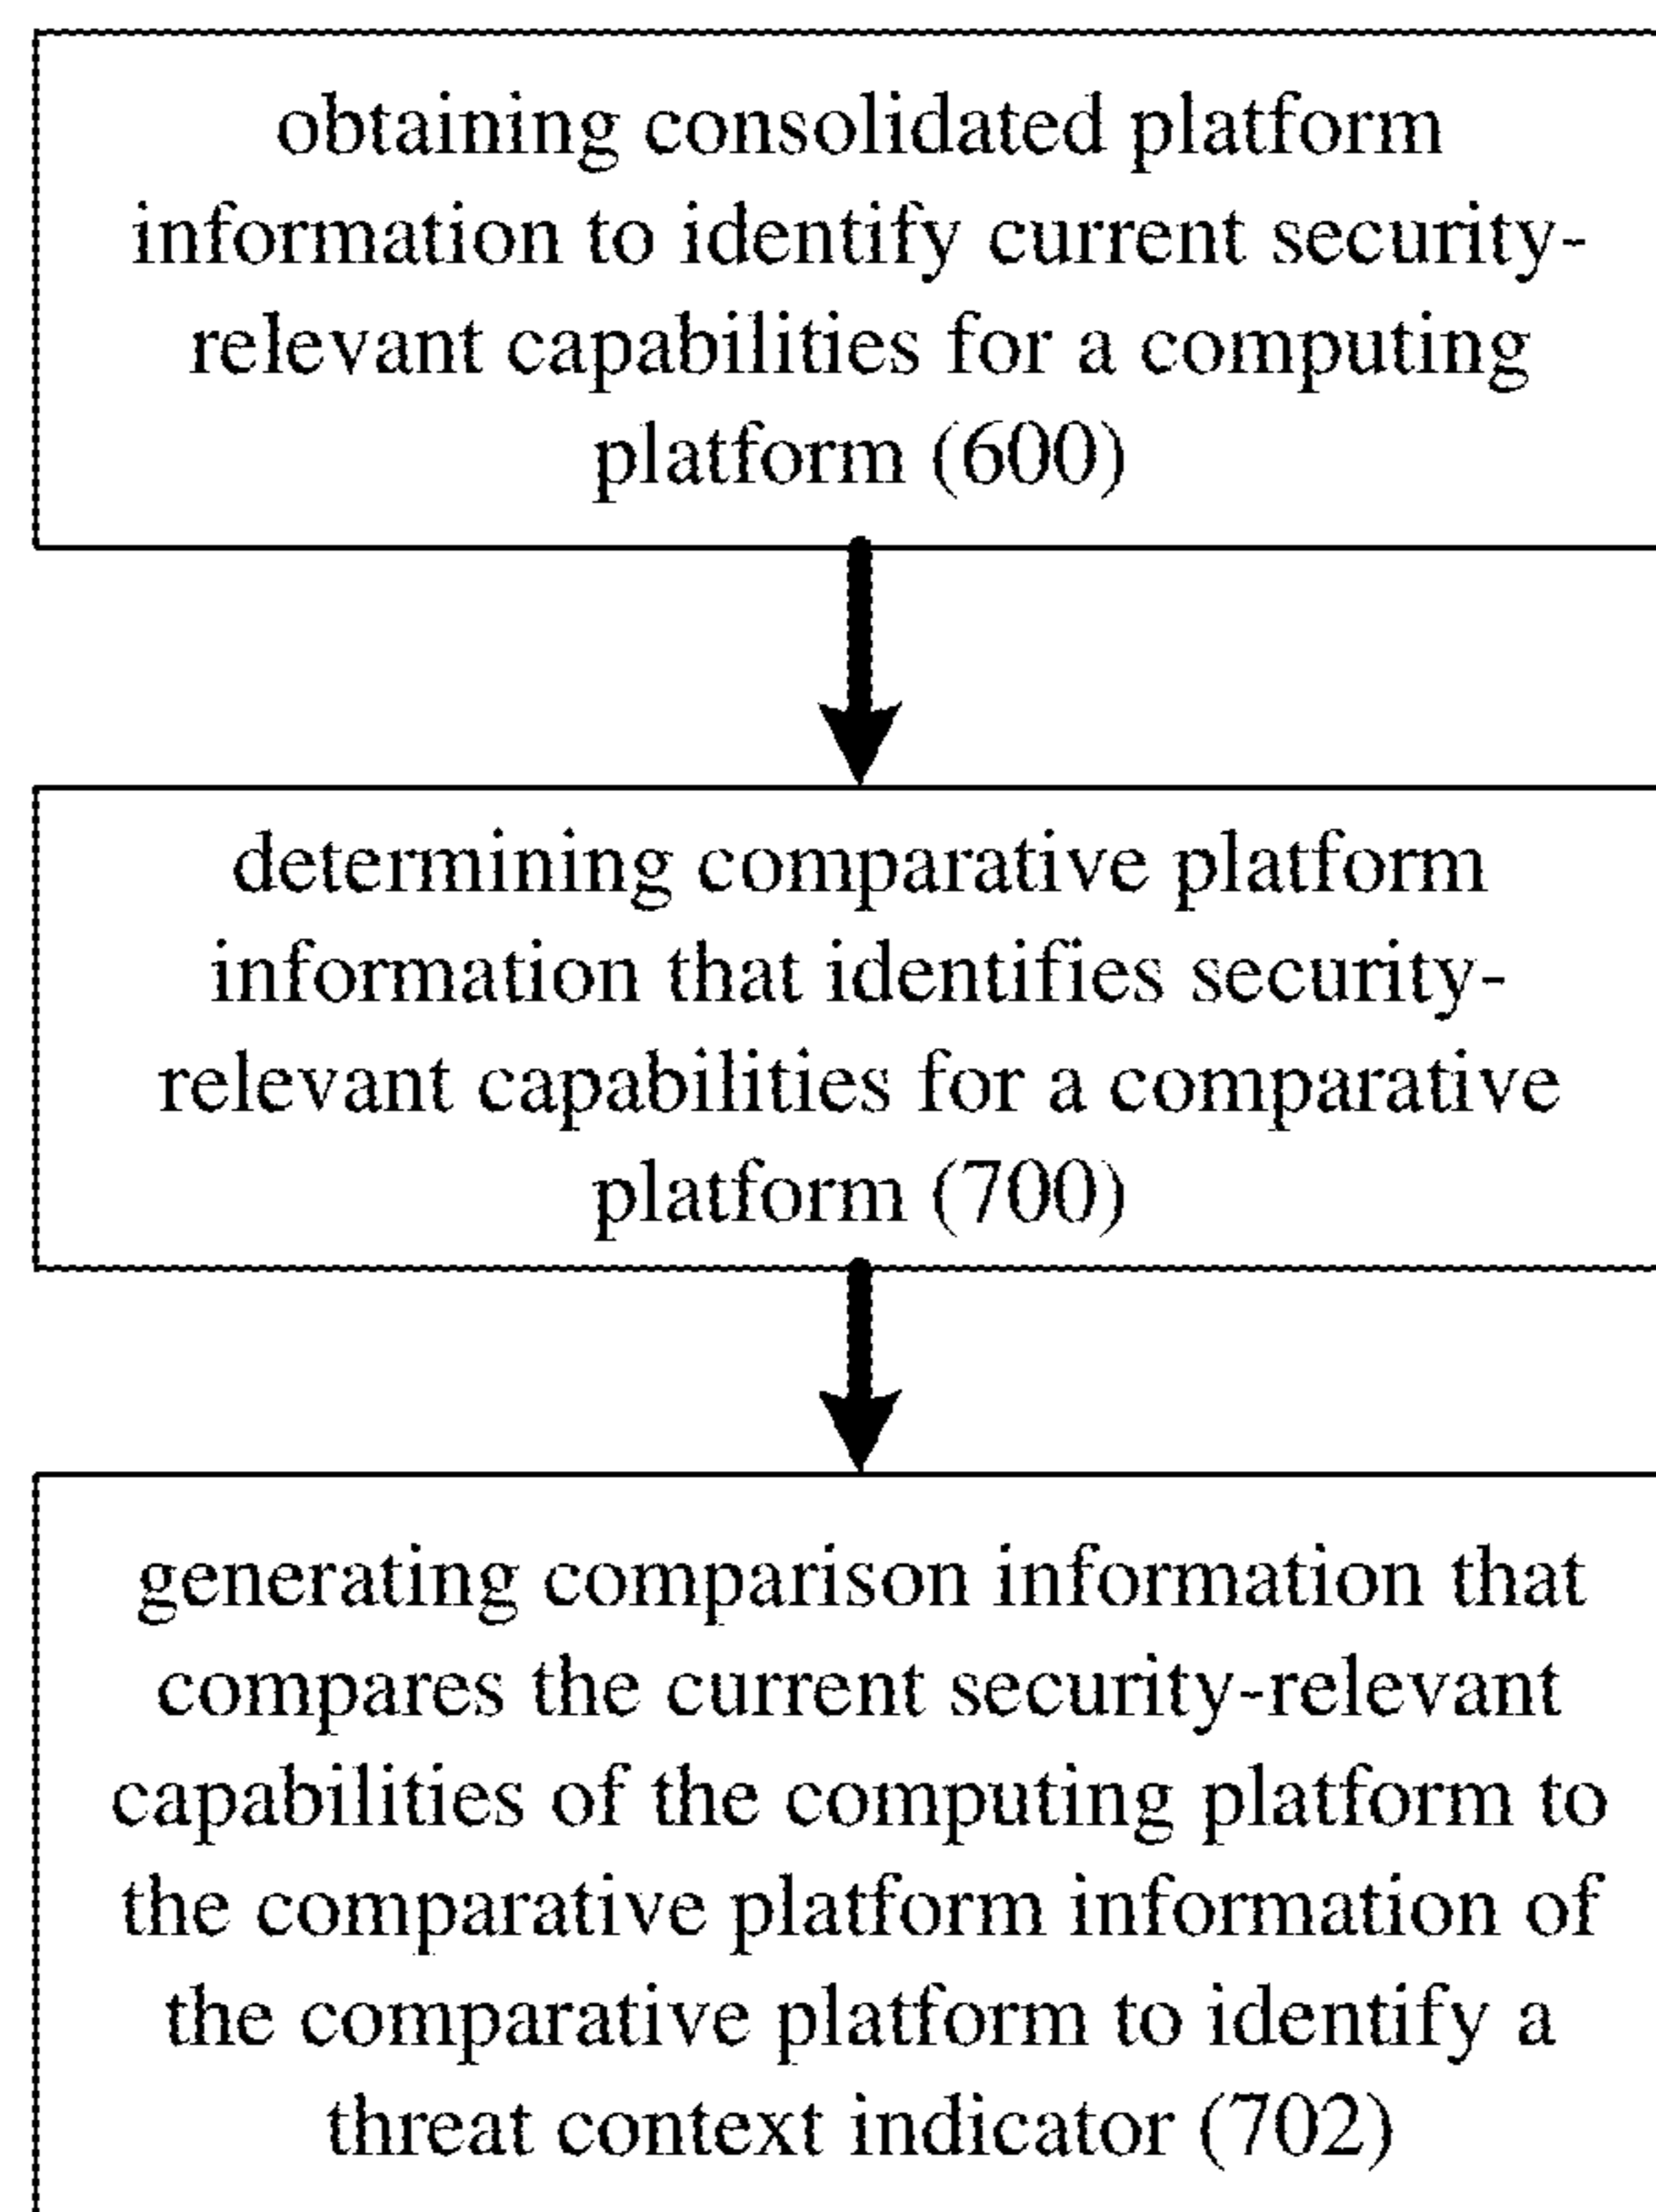 obtaining consolidated platform
information to identify current security-
relevant capabilities for a computing
platform (600)
determining comparative platform
information that identifies security-
relevant capabilities for a comparative
platform (700)
generating comparison information that
compares the current security-relevant
capabilities of the computing platform to
the comparative platform information of
the comparative platform to identify a
threat context indicator (702)